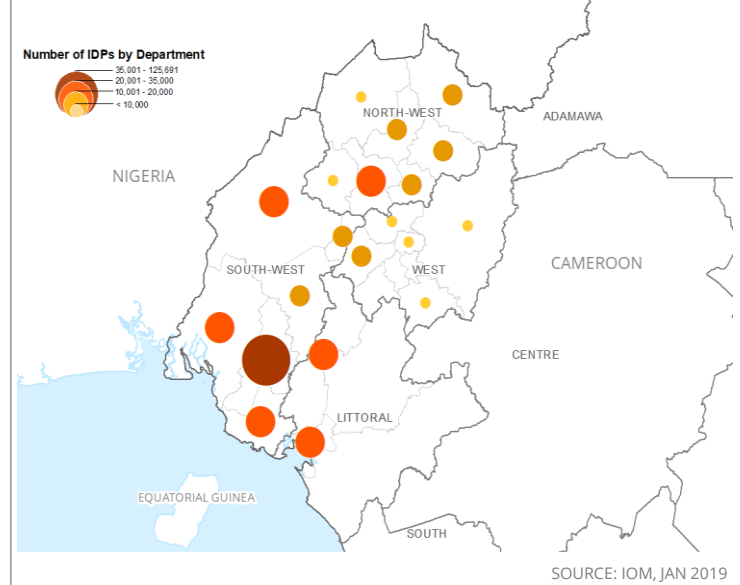 Number of IDPs by Department
35,001 - 125,691
20,001 - 35,000
10,001 - 20,000
< 10,000
NORTH-WEST
ADAMAWA
NIGERIA
SOUTH-WEST
WEST
CAMEROON
CENTRE
LITTORAL
EQUATORIAL GUINEA
SOUTH
SOURCE: IOM, JAN 2019